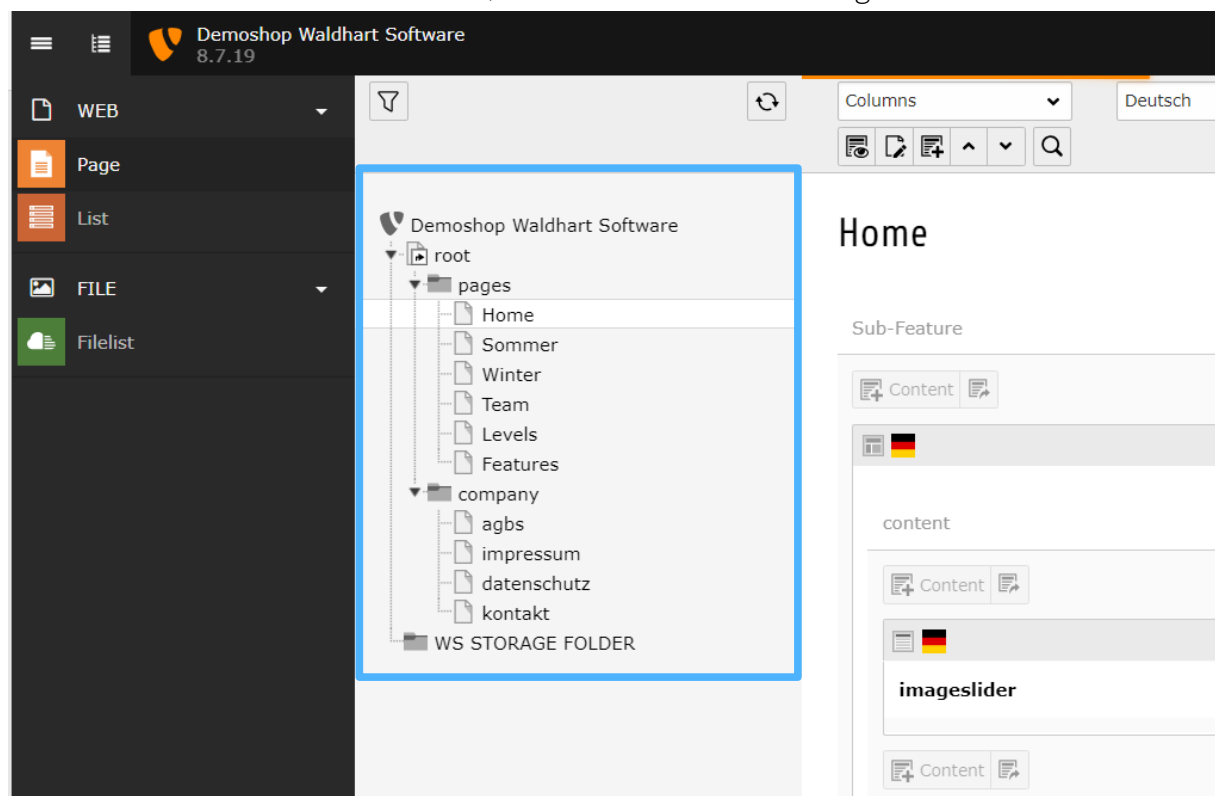 Demoshop Waldhart Software
8.7.19
WEB
Page
List
FILE
Filelist
Demoshop Waldhart Software
root
pages
Home
Sommer
Winter
Team
Levels
Features
company
agbs
impressum
datenschutz
kontakt
WS STORAGE FOLDER
Columns
Deutsch
Home
Sub-Feature
Content
content
Content
imageslider
Content